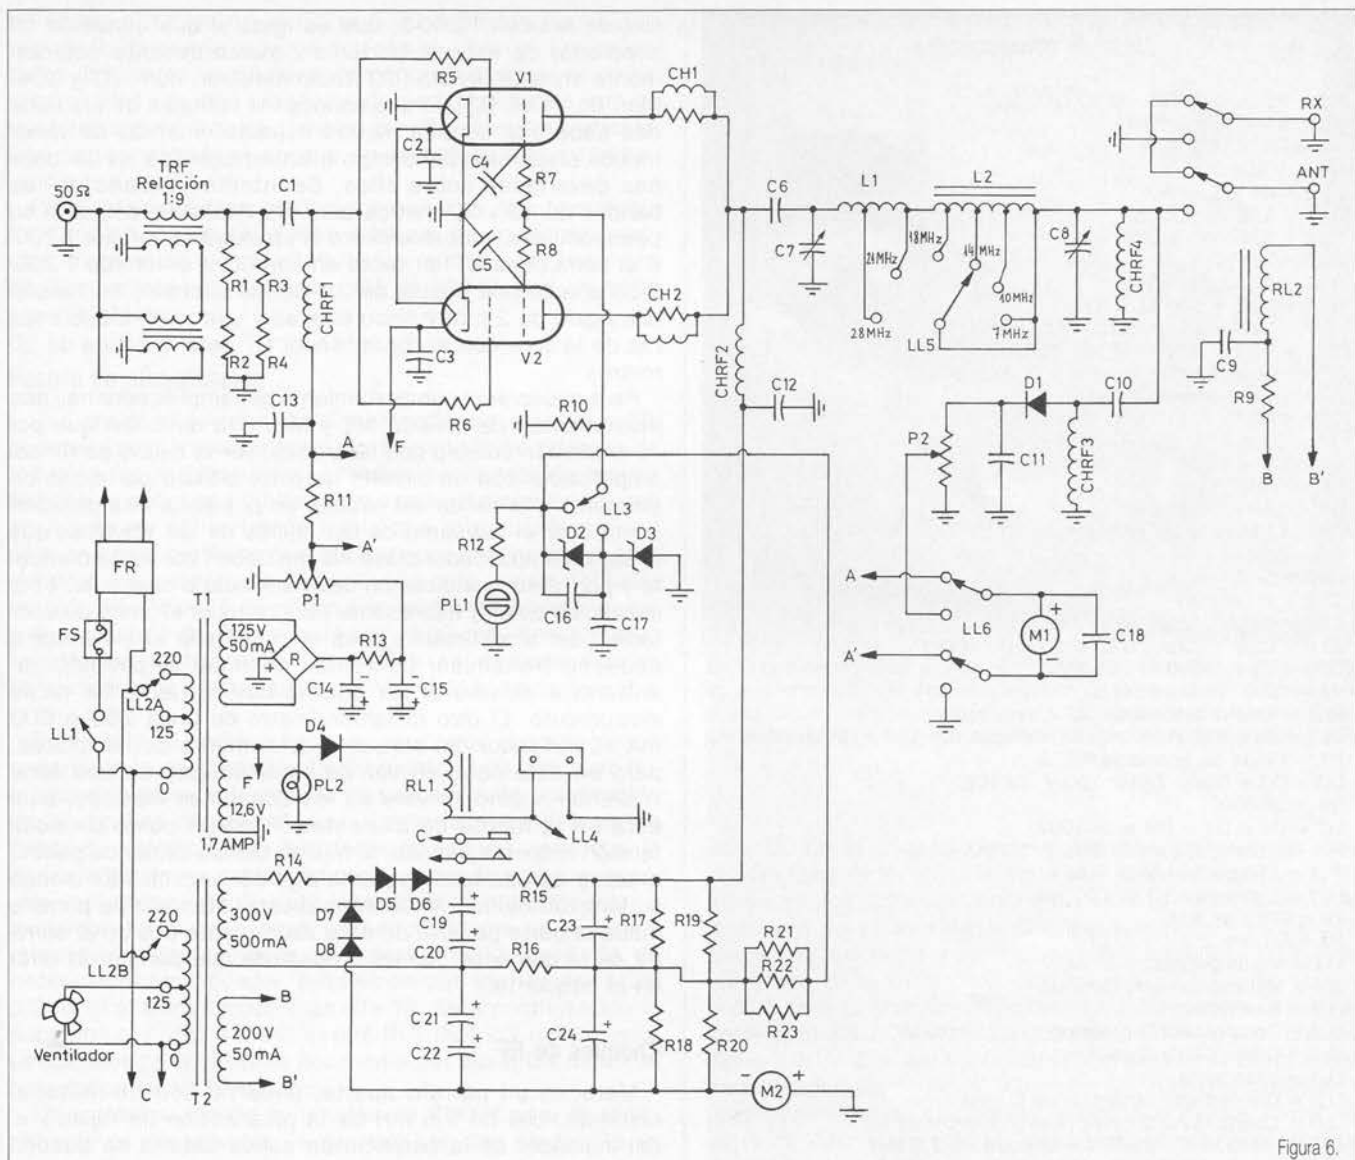 R5
V1
CH1
RX
C2
C4
R7
ANT
50 Ω
TRF
Relación
1:9
C1
R8
C5
C6
L1
L2
C7
C8
18MHz
24MHz
14MHz
10MHz
28MHz
7MHz
LL5
CHRF4
RL2
R1
R3
CHRF1
CH2
V2
C3
R2
R4
CHRF2
C9
R9
C13
A
F
R6
R10
C12
D1
C10
P2
C11
CHRF3
B
B'
R11
A'
LL3
R12
D2
D3
FR
P1
PL1
C16
C17
A
LL6
M1
+
C18
A'
T1
FS
220
125V
50mA
R
R13
C14
C15
-
-
+
+
LL2A
LL1
125
0
F
D4
PL2
12,6V
1,7 AMP.
RL1
C
A
R14
D5
D6
R15
220
300V
500mA
D7
C19
+
C23
+
R17
R19
R21
D8
C20
+
R16
R22
LL2B
125
R23
B
C21
+
C24
+
Ventilador
0
200V
50mA
C22
+
R18
R20
B'
C
T2
M2
+
Figura 6.